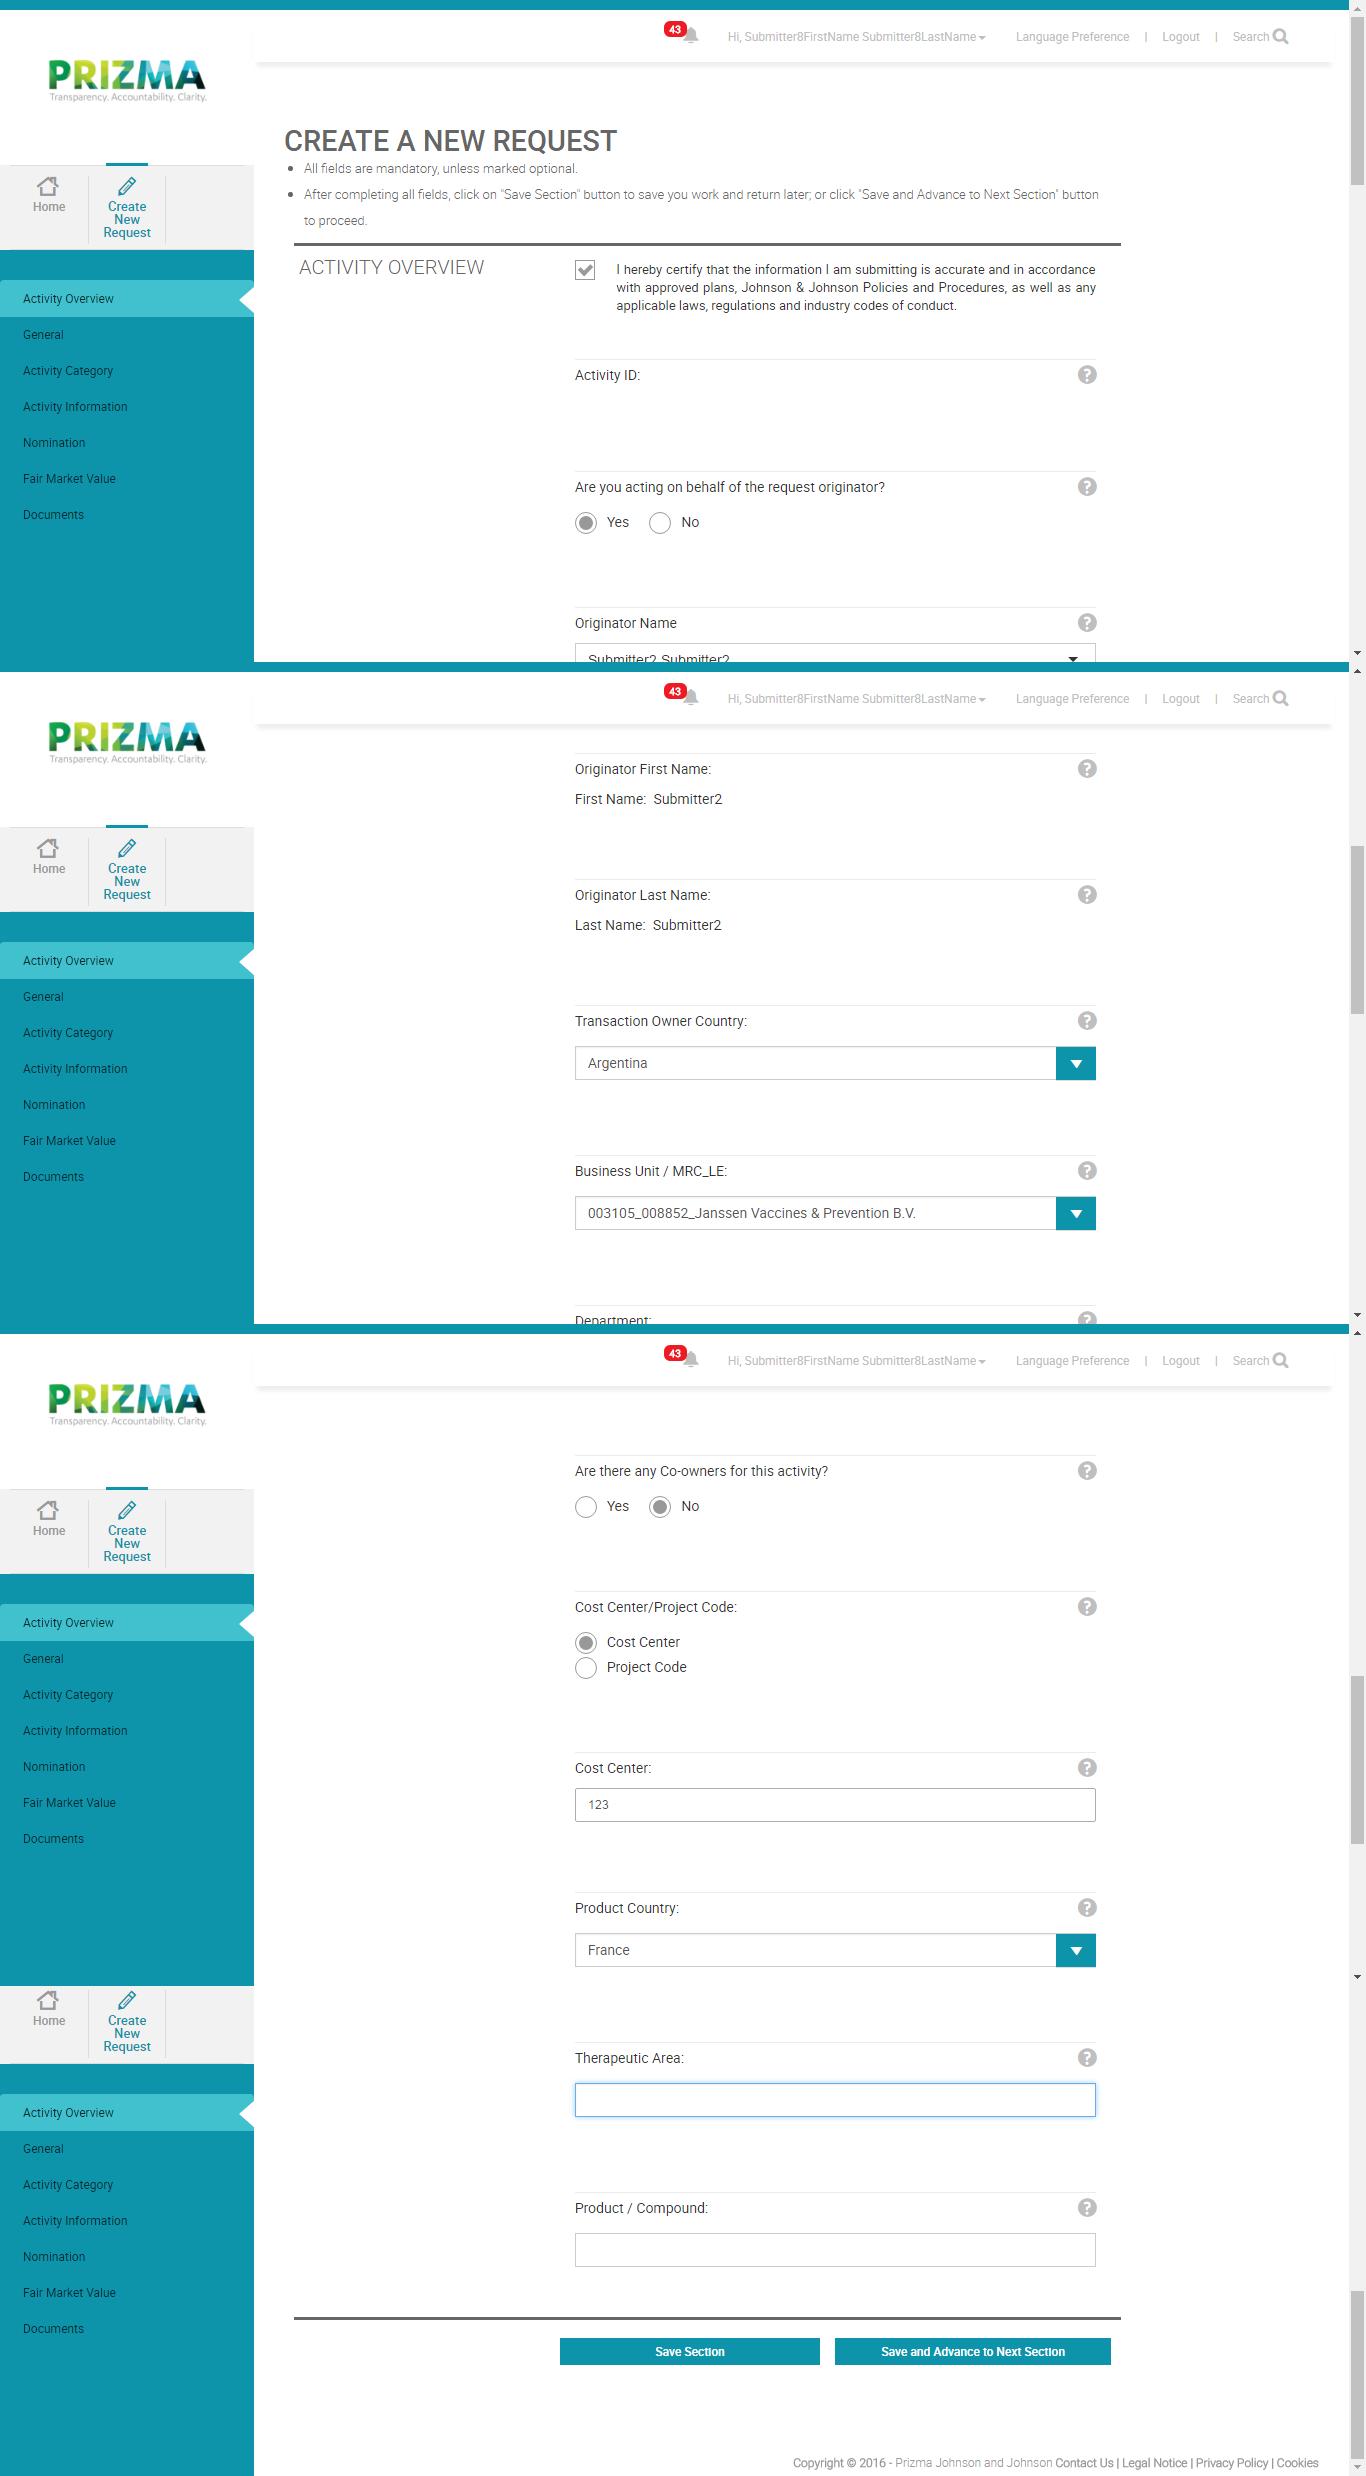 43
Hi, Submitter8FirstName Submitter8LastName
Language Preference | Logout | Search
PRIZMA
Transparency. Accountability. Clarity.
Home
Create
New
Request
Activity Overview
General
Activity Category
Activity Information
Nomination
Fair Market Value
Documents
CREATE A NEW REQUEST
All fields are mandatory, unless marked optional.
After completing all fields, click on "Save Section" button to save you work and return later; or click "Save and Advance to Next Section" button
to proceed.
ACTIVITY OVERVIEW
I hereby certify that the information I am submitting is accurate and in accordance
with approved plans, Johnson & Johnson Policies and Procedures, as well as any
applicable laws, regulations and industry codes of conduct.
Activity ID:
Are you acting on behalf of the request originator?
Yes No
Originator Name
Submitter2 Submitter2
43
Hi, Submitter8FirstName Submitter8LastName
Language Preference | Logout | Search
PRIZMA
Transparency. Accountability. Clarity.
Home
Create
New
Request
Activity Overview
General
Activity Category
Activity Information
Nomination
Fair Market Value
Documents
Originator First Name:
First Name: Submitter2
Originator Last Name:
Last Name: Submitter2
Transaction Owner Country:
Argentina
Business Unit / MRC_LE:
003105_008852_Janssen Vaccines & Prevention B.V.
Department:
43
Hi, Submitter8FirstName Submitter8LastName
Language Preference | Logout | Search
PRIZMA
Transparency. Accountability. Clarity.
Home
Create
New
Request
Activity Overview
General
Activity Category
Activity Information
Nomination
Fair Market Value
Documents
Are there any Co-owners for this activity?
Yes No
Cost Center/Project Code:
Cost Center
Project Code
Cost Center:
123
Product Country:
France
Home
Create
New
Request
Activity Overview
General
Activity Category
Activity Information
Nomination
Fair Market Value
Documents
Therapeutic Area:
Product / Compound:
Save Section
Save and Advance to Next Section
Copyright © 2016 - Prizma Johnson and Johnson Contact Us | Legal Notice | Privacy Policy | Cookies